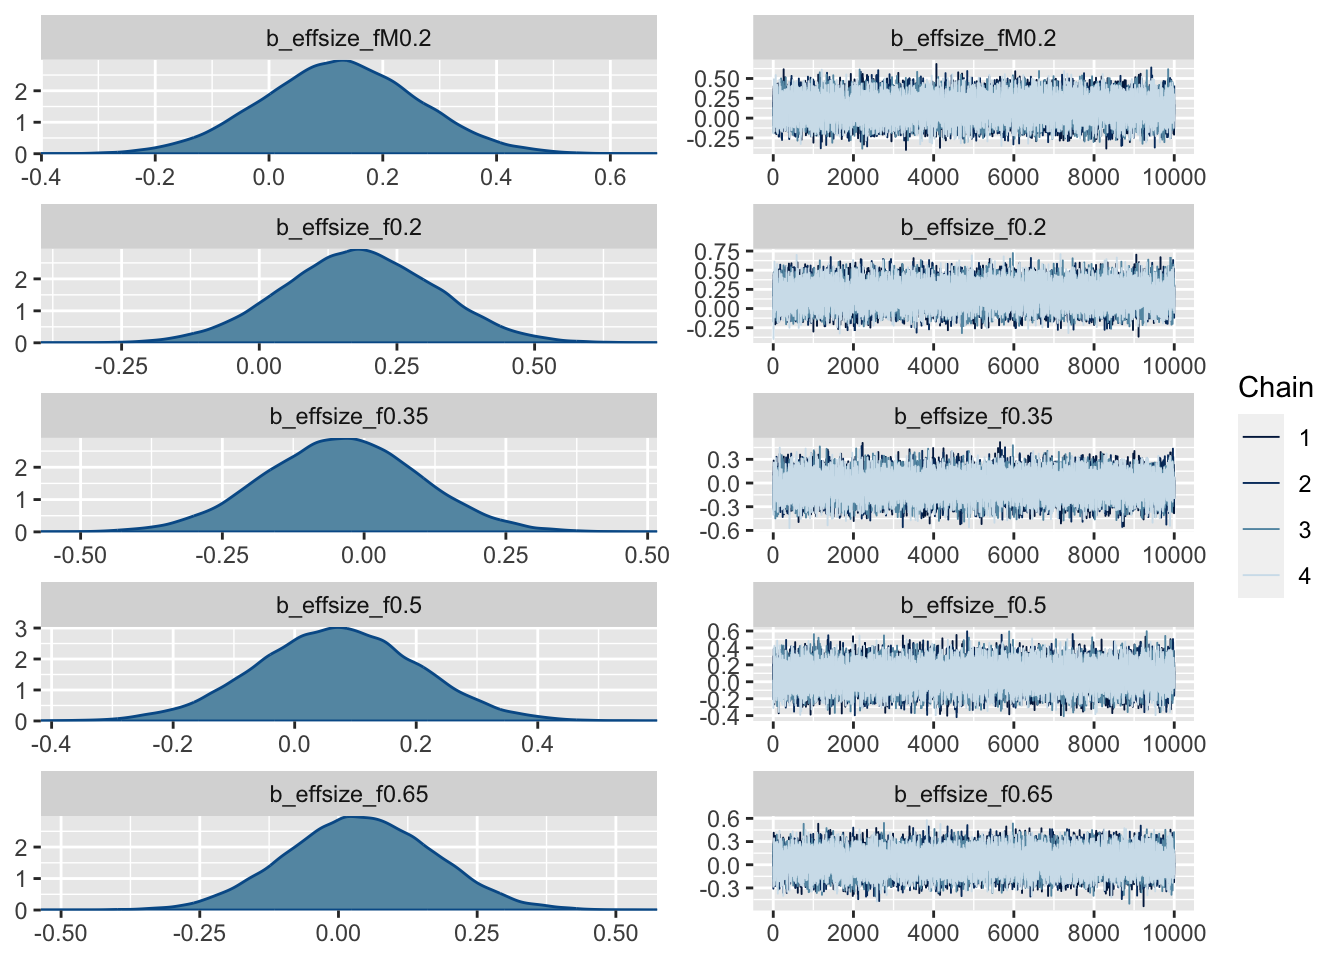 b_effsize_fM0.2
b_effsize_fM0.2
2
1
0
-0.4 -0.2 0.0 0.2 0.4 0.6
0.50
0.25
0.00
-0.25
0 2000 4000 6000 8000 10000
b_effsize_f0.2
b_effsize_f0.2
2
1
0
-0.25 0.00 0.25 0.50
0.75
0.50
0.25
0.00
-0.25
0 2000 4000 6000 8000 10000
b_effsize_f0.35
b_effsize_f0.35
2
1
0
-0.50 -0.25 0.00 0.25 0.50
0.3
0.0
-0.3
-0.6
0 2000 4000 6000 8000 10000
b_effsize_f0.5
b_effsize_f0.5
3
2
1
0
-0.4 -0.2 0.0 0.2 0.4
0.6
0.4
0.2
0.0
-0.2
-0.4
0 2000 4000 6000 8000 10000
b_effsize_f0.65
b_effsize_f0.65
2
1
0
-0.50 -0.25 0.00 0.25 0.50
0.6
0.3
0.0
-0.3
0 2000 4000 6000 8000 10000
Chain
1
2
3
4